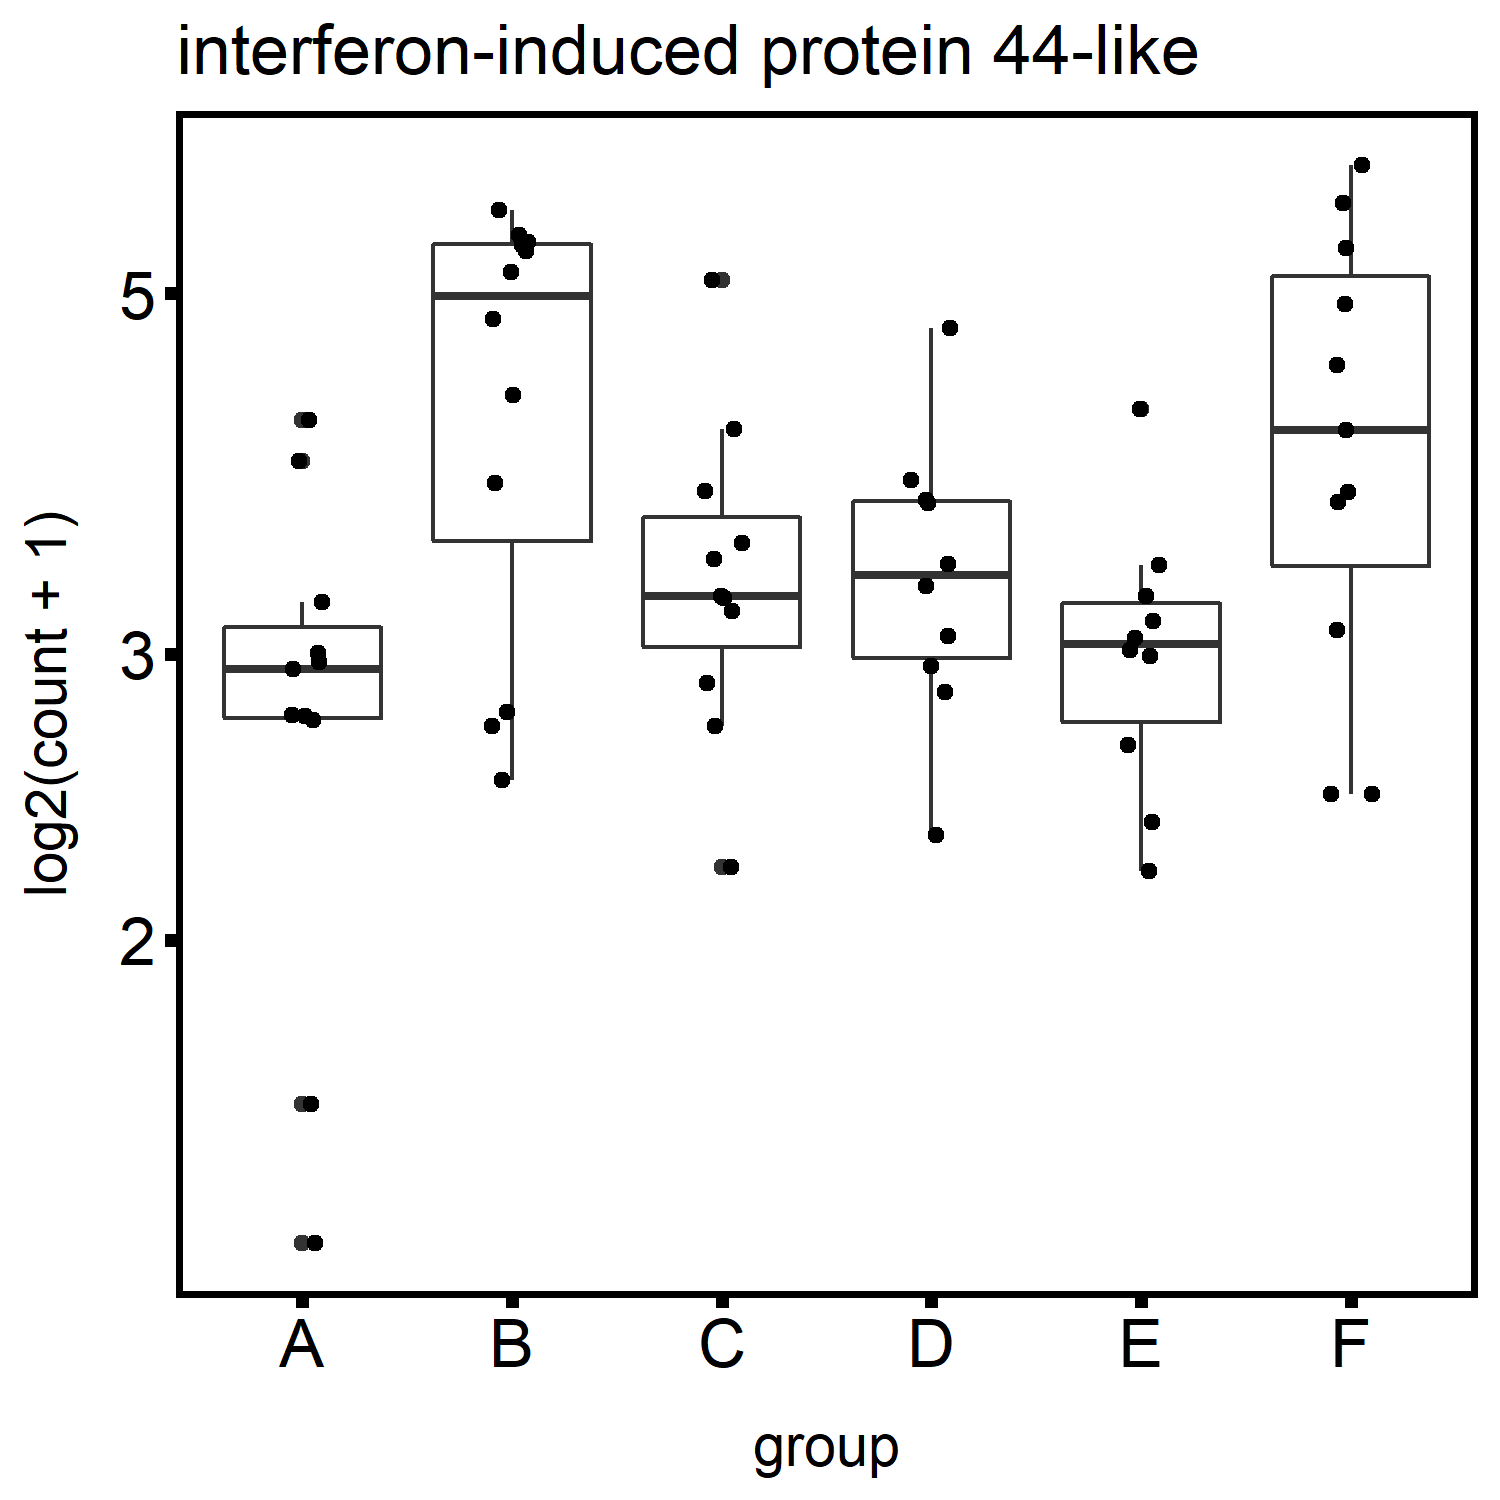 interferon-induced protein 44-like
log2(count + 1)
5
3
2
A B C D E F
group